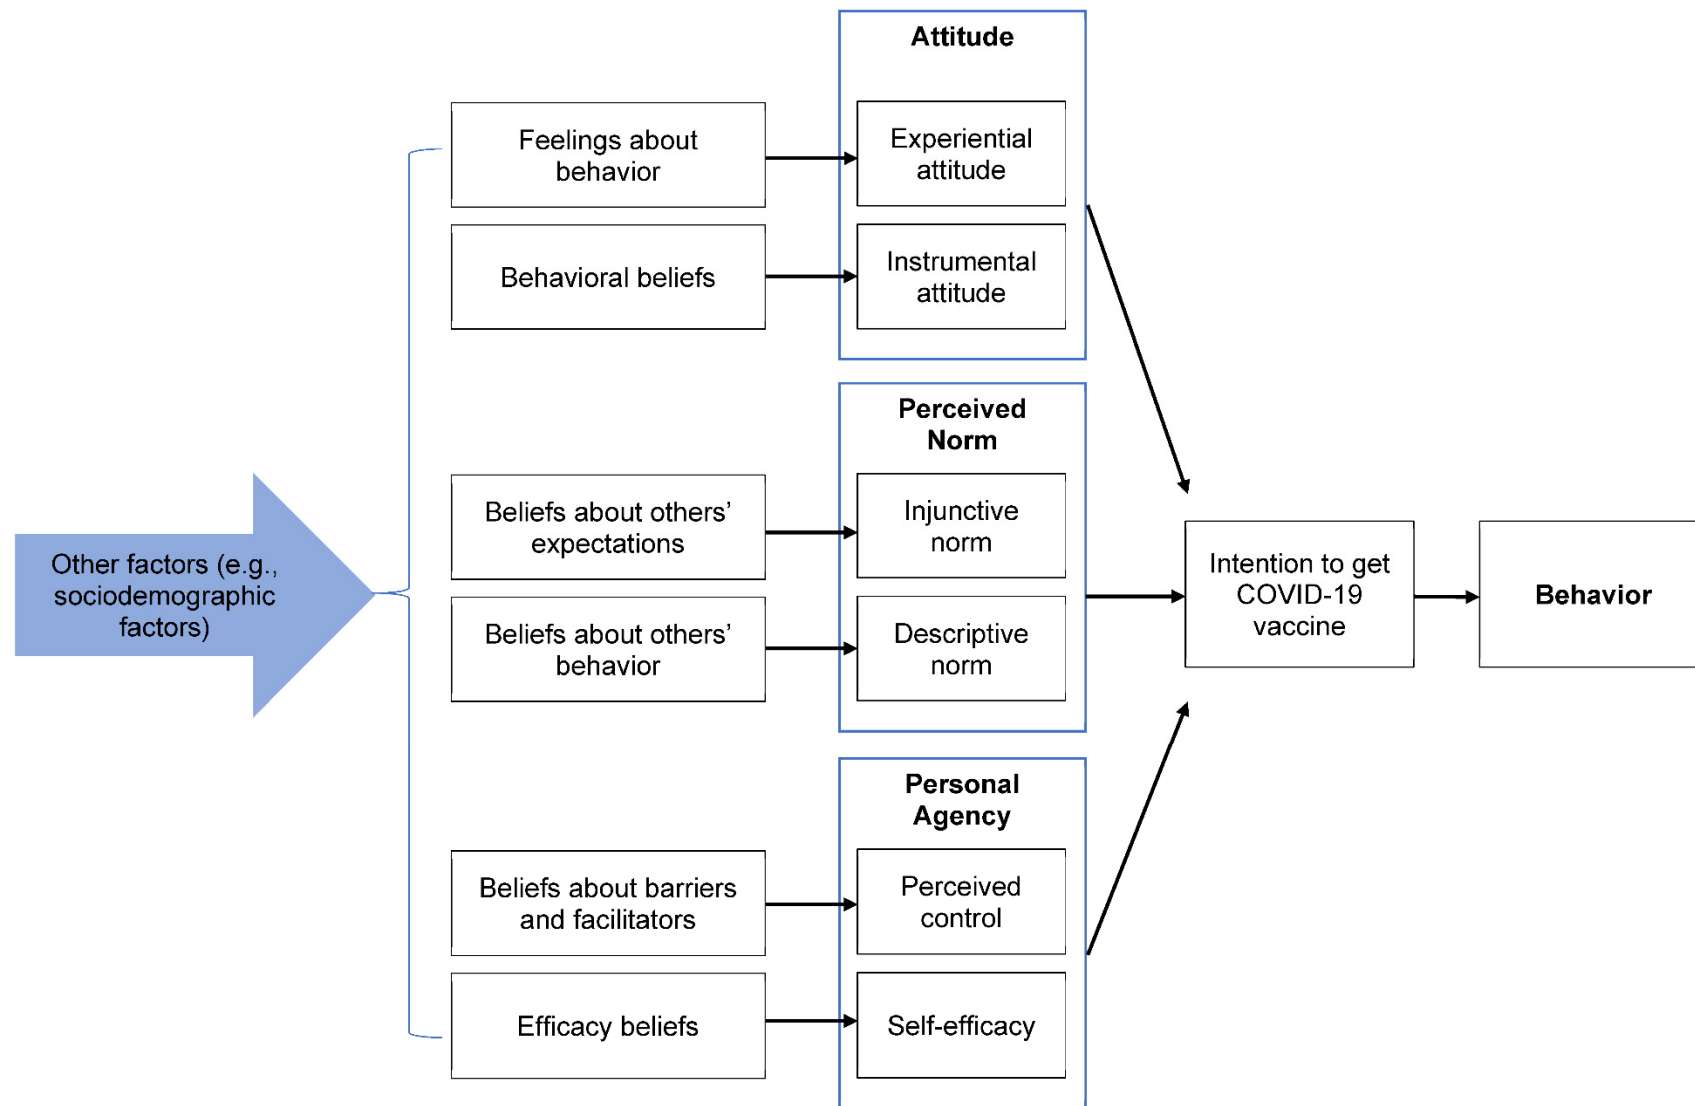 Attitude
Feelings about
behavior
Experiential
attitude
Behavioral beliefs
Instrumental
attitude
Perceived
Norm
Beliefs about others’
expectations
Injunctive
norm
Other factors (e.g.,
sociodemographic
factors)
Beliefs about others’
behavior
Descriptive
norm
Intention to get
COVID-19
vaccine
Behavior
Personal
Agency
Beliefs about barriers
and facilitators
Perceived
control
Efficacy beliefs
Self-efficacy